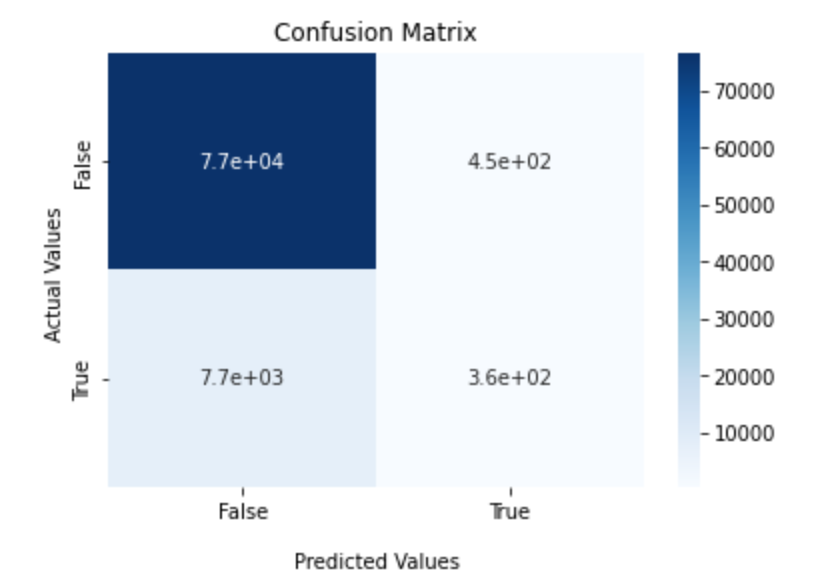 Confusion Matrix
False
7.7e+04
4.5e+02
True
7.7e+03
3.6e+02
Actual Values
False
True
Predicted Values
70000
60000
50000
40000
30000
20000
10000